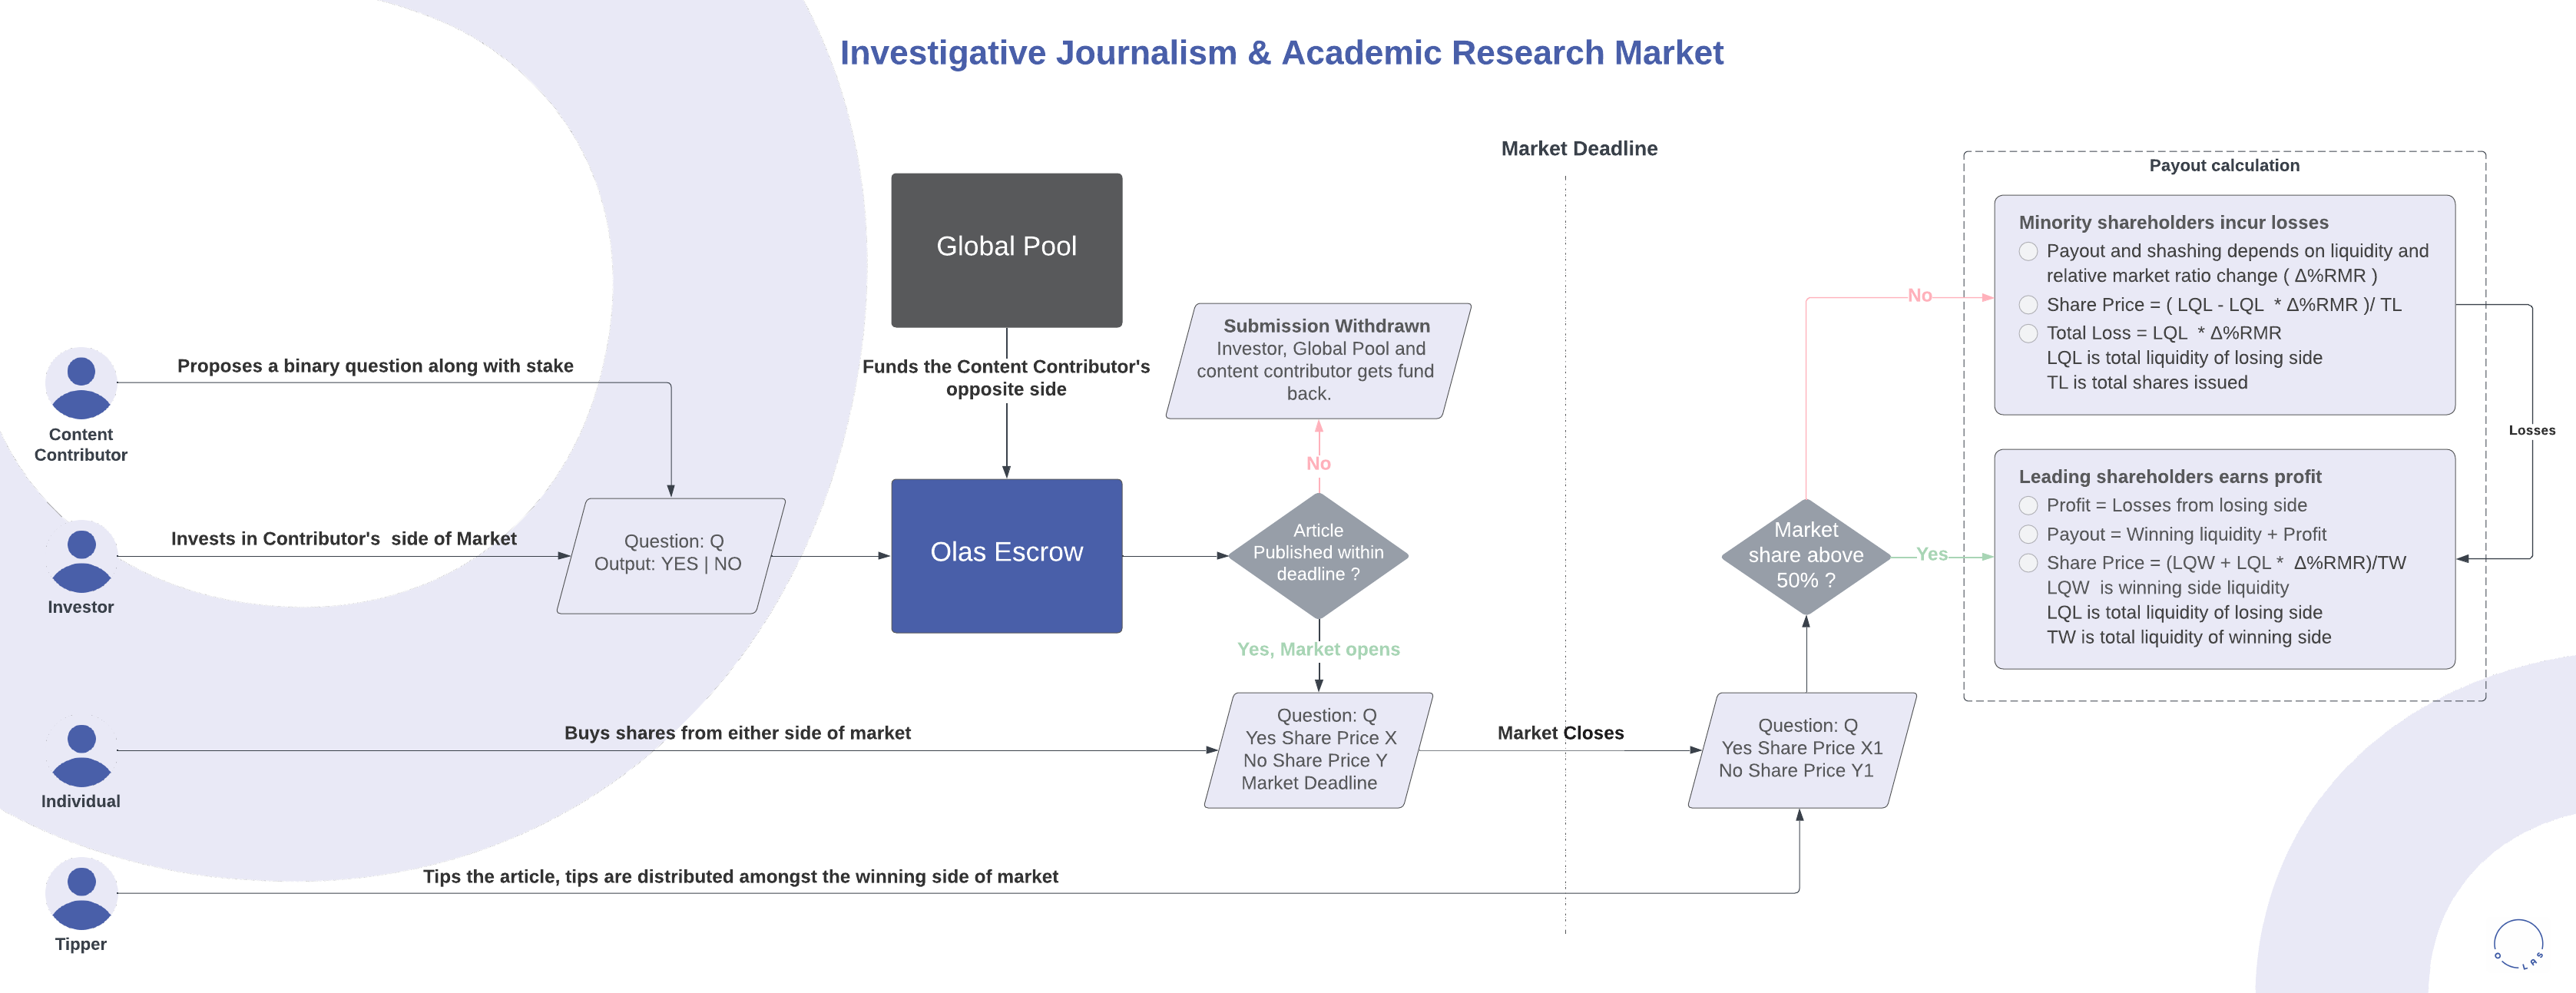 Investigative Journalism & Academic Research Market
Market Deadline
Global Pool
Funds the Content Contributor's
opposite side
Proposes a binary question along with stake
Content
Contributor
Invests in Contributor's  side of Market
Investor
Question: Q
Output: YES | NO
Olas Escrow
Submission Withdrawn
Investor, Global Pool and
content contributor gets fund
back.
No
Article
Published within
deadline ?
Yes, Market opens
Buys shares from either side of market
Individual
Question: Q
Yes Share Price X
No Share Price Y
Market Deadline
Market Closes
Question: Q
Yes Share Price X1
No Share Price Y1
Tips the article, tips are distributed amongst the winning side of market
Tipper
Market
share above
50% ?
No
Yes
Payout calculation
Minority shareholders incur losses
Payout and shashing depends on liquidity and
relative market ratio change ( Δ%RMR )
Share Price = ( LQL - LQL  * Δ%RMR )/ TL
Total Loss = LQL  * Δ%RMR
LQL is total liquidity of losing side
TL is total shares issued
Losses
Leading shareholders earns profit
Profit = Losses from losing side
Payout = Winning liquidity + Profit
Share Price = (LQW + LQL *  Δ%RMR)/TW
LQW  is winning side liquidity
LQL is total liquidity of losing side
TW is total liquidity of winning side
OLAS